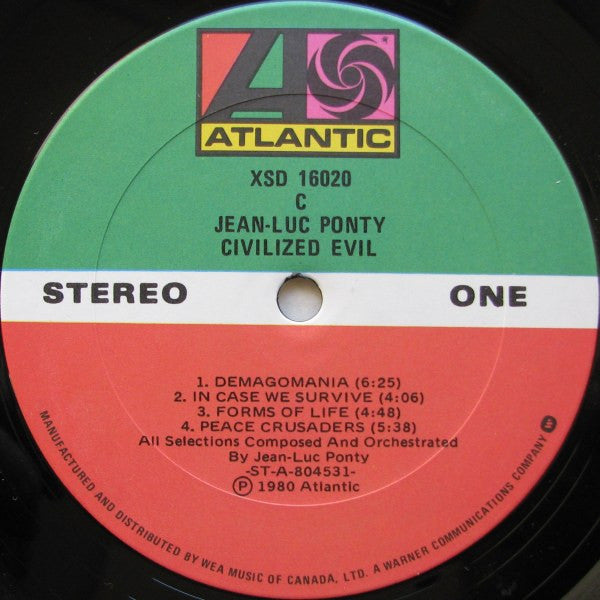 ATLANTIC
XSD 16020
C
JEAN-LUC PONTY
CIVILIZED EVIL
STEREO ONE
1. DEMAGOMANIA (6:25)
2. IN CASE WE SURVIVE (4:06)
3. FORMS OF LIFE (4:48)
4. PEACE CRUSADERS (5:38)
All Selections Composed And Orchestrated
By Jean-Luc Ponty
-ST-A-804531-
Ⓟ 1980 Atlantic
MANUFACTURED AND DISTRIBUTED BY WEA MUSIC OF CANADA, LTD. A WARNER COMMUNICATIONS COMPANY